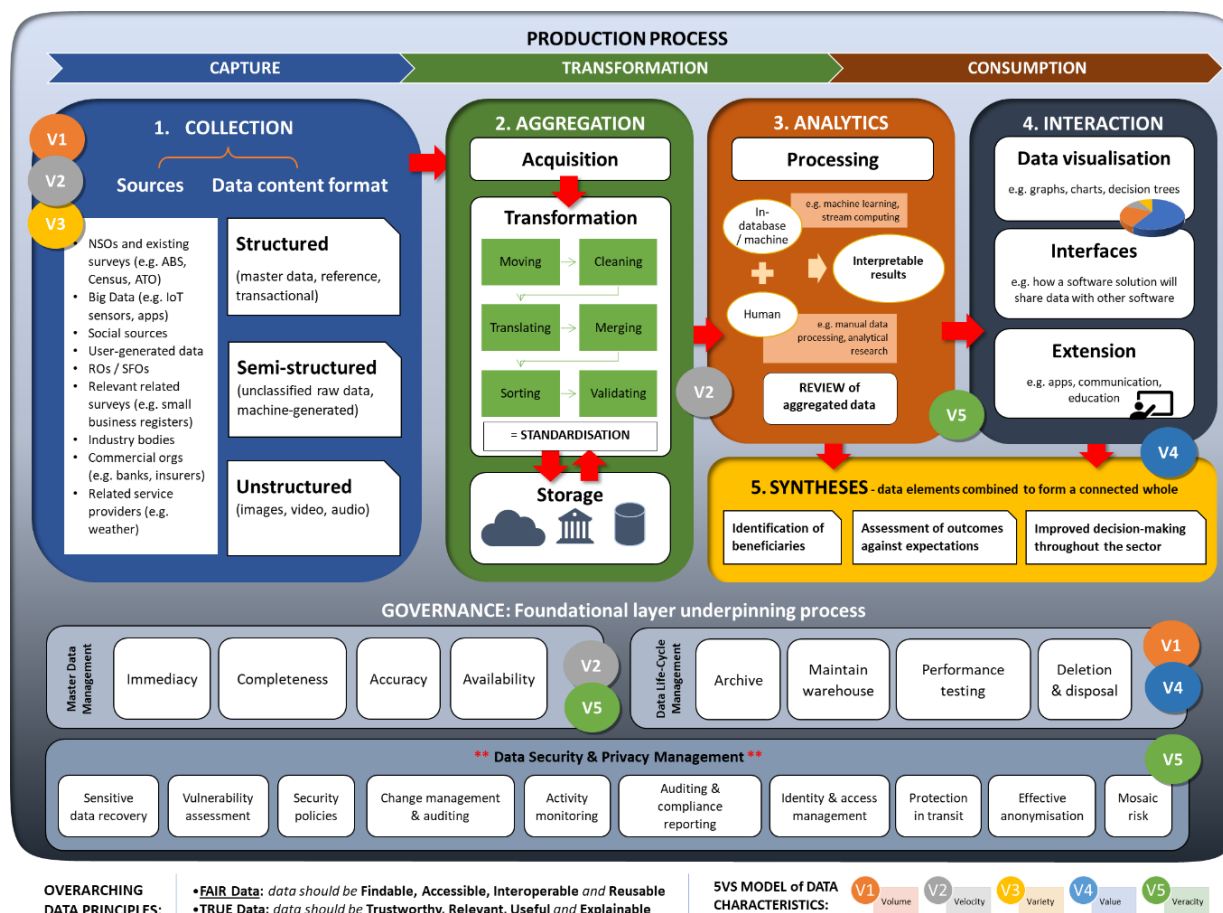 PRODUCTION PROCESS
CAPTURE
TRANSFORMATION
CONSUMPTION
1. COLLECTION
V1
V2
V3
Sources
Data content format
• NSOs and existing
surveys (e.g. ABS,
Census, ATO)
• Big Data (e.g. IoT
sensors, apps)
• Social sources
• User-generated data
• ROs / SFOs
• Relevant related
surveys (e.g. small
business registers)
• Industry bodies
• Commercial orgs
(e.g. banks, insurers)
• Related service
providers (e.g.
weather)
Structured
(master data, reference,
transactional)
Semi-structured
(unclassified raw data,
machine-generated)
Unstructured
(images, video, audio)
2. AGGREGATION
Acquisition
Transformation
Moving
Cleaning
Translating
Merging
Sorting
Validating
= STANDARDISATION
Storage
V2
3. ANALYTICS
Processing
In-
database
/ machine
e.g. machine learning,
stream computing
Interpretable
results
Human
e.g. manual data
processing, analytical
research
REVIEW of
aggregated data
V5
4. INTERACTION
Data visualisation
e.g. graphs, charts, decision trees
Interfaces
e.g. how a software solution will
share data with other software
Extension
e.g. apps, communication,
education
V4
5. SYNTHESES - data elements combined to form a connected whole
Identification of
beneficiaries
Assessment of outcomes
against expectations
Improved decision-making
throughout the sector
GOVERNANCE: Foundational layer underpinning process
Master Data
Management
Immediacy
Completeness
Accuracy
Availability
V2
V5
Data Life-Cycle
Management
Archive
Maintain
warehouse
Performance
testing
Deletion
& disposal
V1
V4
** Data Security & Privacy Management **
V5
Sensitive
data recovery
Vulnerability
assessment
Security
policies
Change management
& auditing
Activity
monitoring
Auditing &
compliance
reporting
Identity & access
management
Protection
in transit
Effective
anonymisation
Mosaic
risk
OVERARCHING
DATA PRINCIPLES:
•FAIR Data: data should be Findable, Accessible, Interoperable and Reusable
•TRUE Data: data should be Trustworthy, Relevant, Useful and Explainable
5VS MODEL of DATA
CHARACTERISTICS:
V1 Volume
V2 Velocity
V3 Variety
V4 Value
V5 Veracity